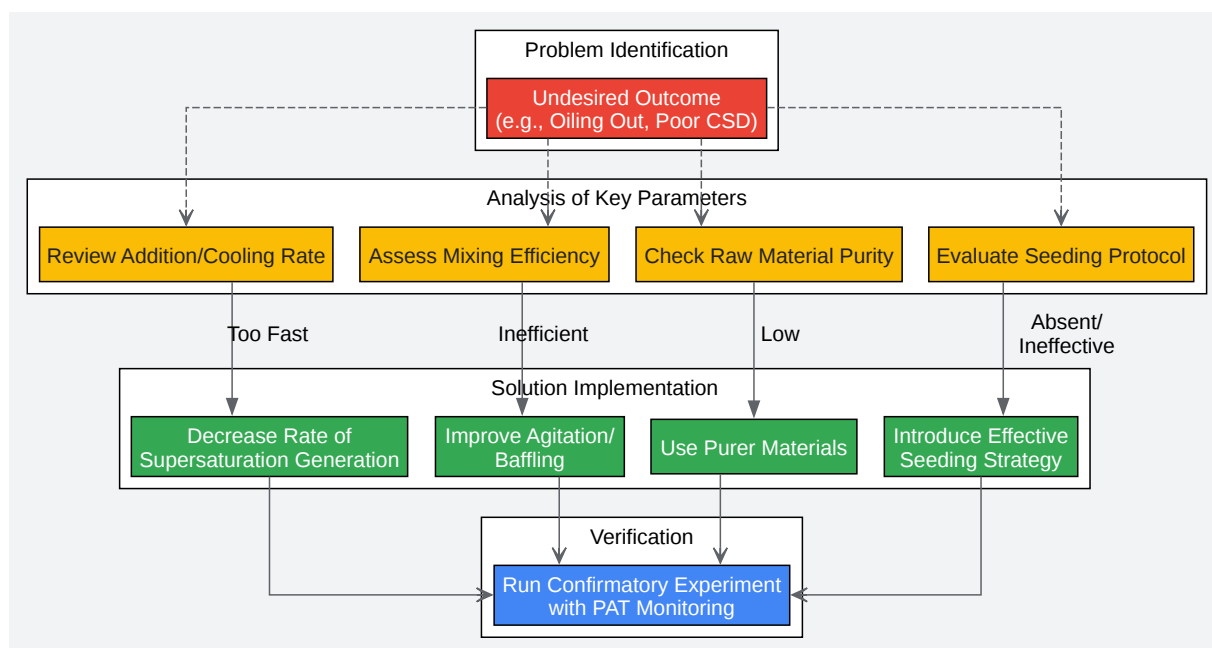 Problem Identification
Undesired Outcome
(e.g., Oiling Out, Poor CSD)
Analysis of Key Parameters
Review Addition/Cooling Rate
Assess Mixing Efficiency
Check Raw Material Purity
Evaluate Seeding Protocol
Too Fast
Inefficient
Low
Absent/
Ineffective
Solution Implementation
Decrease Rate of
Supersaturation Generation
Improve Agitation/
Baffling
Use Purer Materials
Introduce Effective
Seeding Strategy
Verification
Run Confirmatory Experiment
with PAT Monitoring